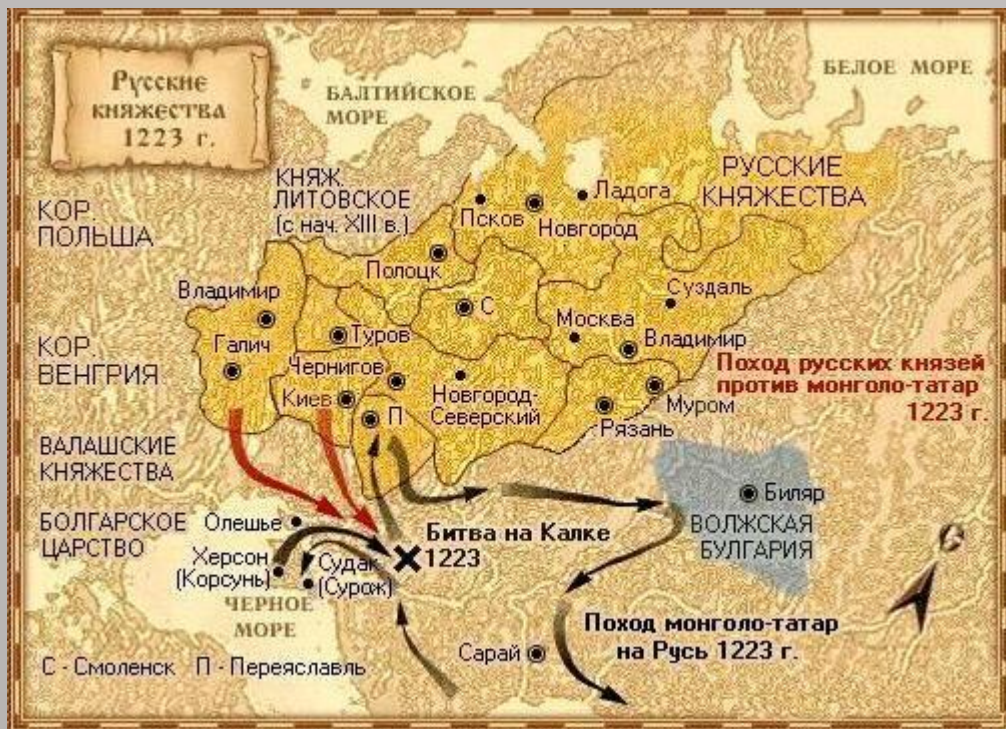 Русские
княжества
1223 г.
БАЛТИЙСКОЕ
МОРЕ
БЕЛОЕ МОРЕ
КОР.
ПОЛЬША
КНЯЖ.
ЛИТОВСКОЕ
(с нач. XIII в.)
РУССКИЕ
КНЯЖЕСТВА
Псков
Новгород
Ладога
Полоцк
Владимир
Галич
Туров
С
Суздаль
Москва
Владимир
КОР.
ВЕНГРИЯ
Чернигов
Киев
П
Новгород-
Северский
Муром
Рязань
Поход русских князей
против монголо-татар
1223 г.
ВАЛАШСКИЕ
КНЯЖЕСТВА
БОЛГАРСКОЕ
ЦАРСТВО
Олешье
Херсон
(Корсунь)
Судак
(Сурож)
Битва на Калке
1223
Биляр
ВОЛЖСКАЯ
БУЛГАРИЯ
ЧЕРНОЕ
МОРЕ
С
Поход монголо-татар
на Русь 1223 г.
Сарай
С - Смоленск П - Переяславль